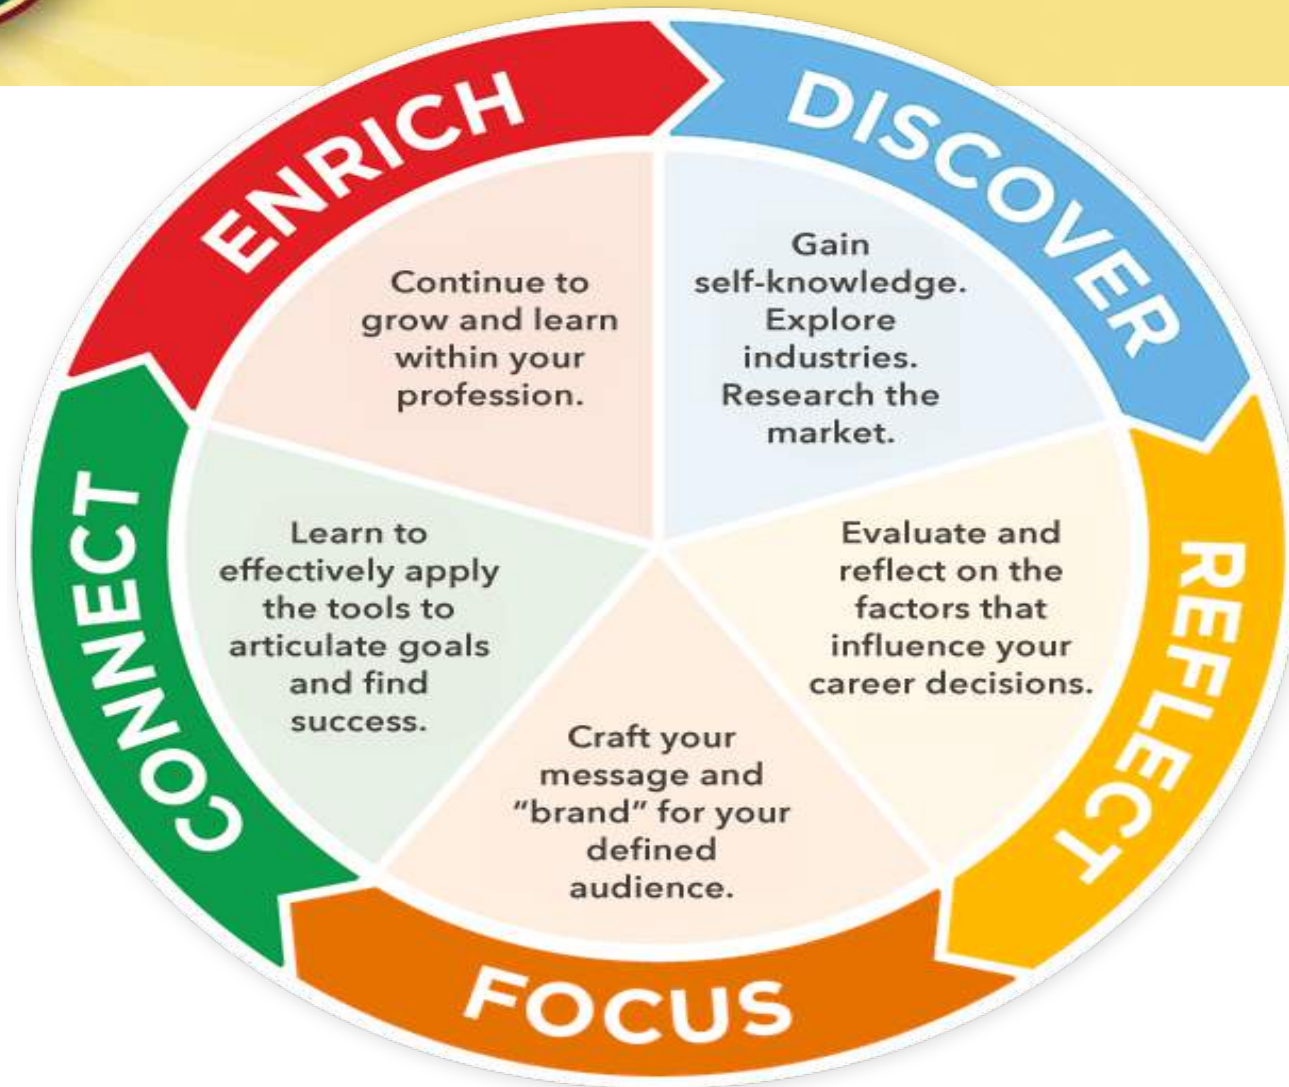 ENRICH
Continue to
grow and learn
within your
profession.
DISCOVER
Gain
self-knowledge.
Explore
industries.
Research the
market.
REFLECT
Evaluate and
reflect on the
factors that
influence your
career decisions.
FOCUS
Craft your
message and
“brand” for your
defined
audience.
CONNECT
Learn to
effectively apply
the tools to
articulate goals
and find
success.